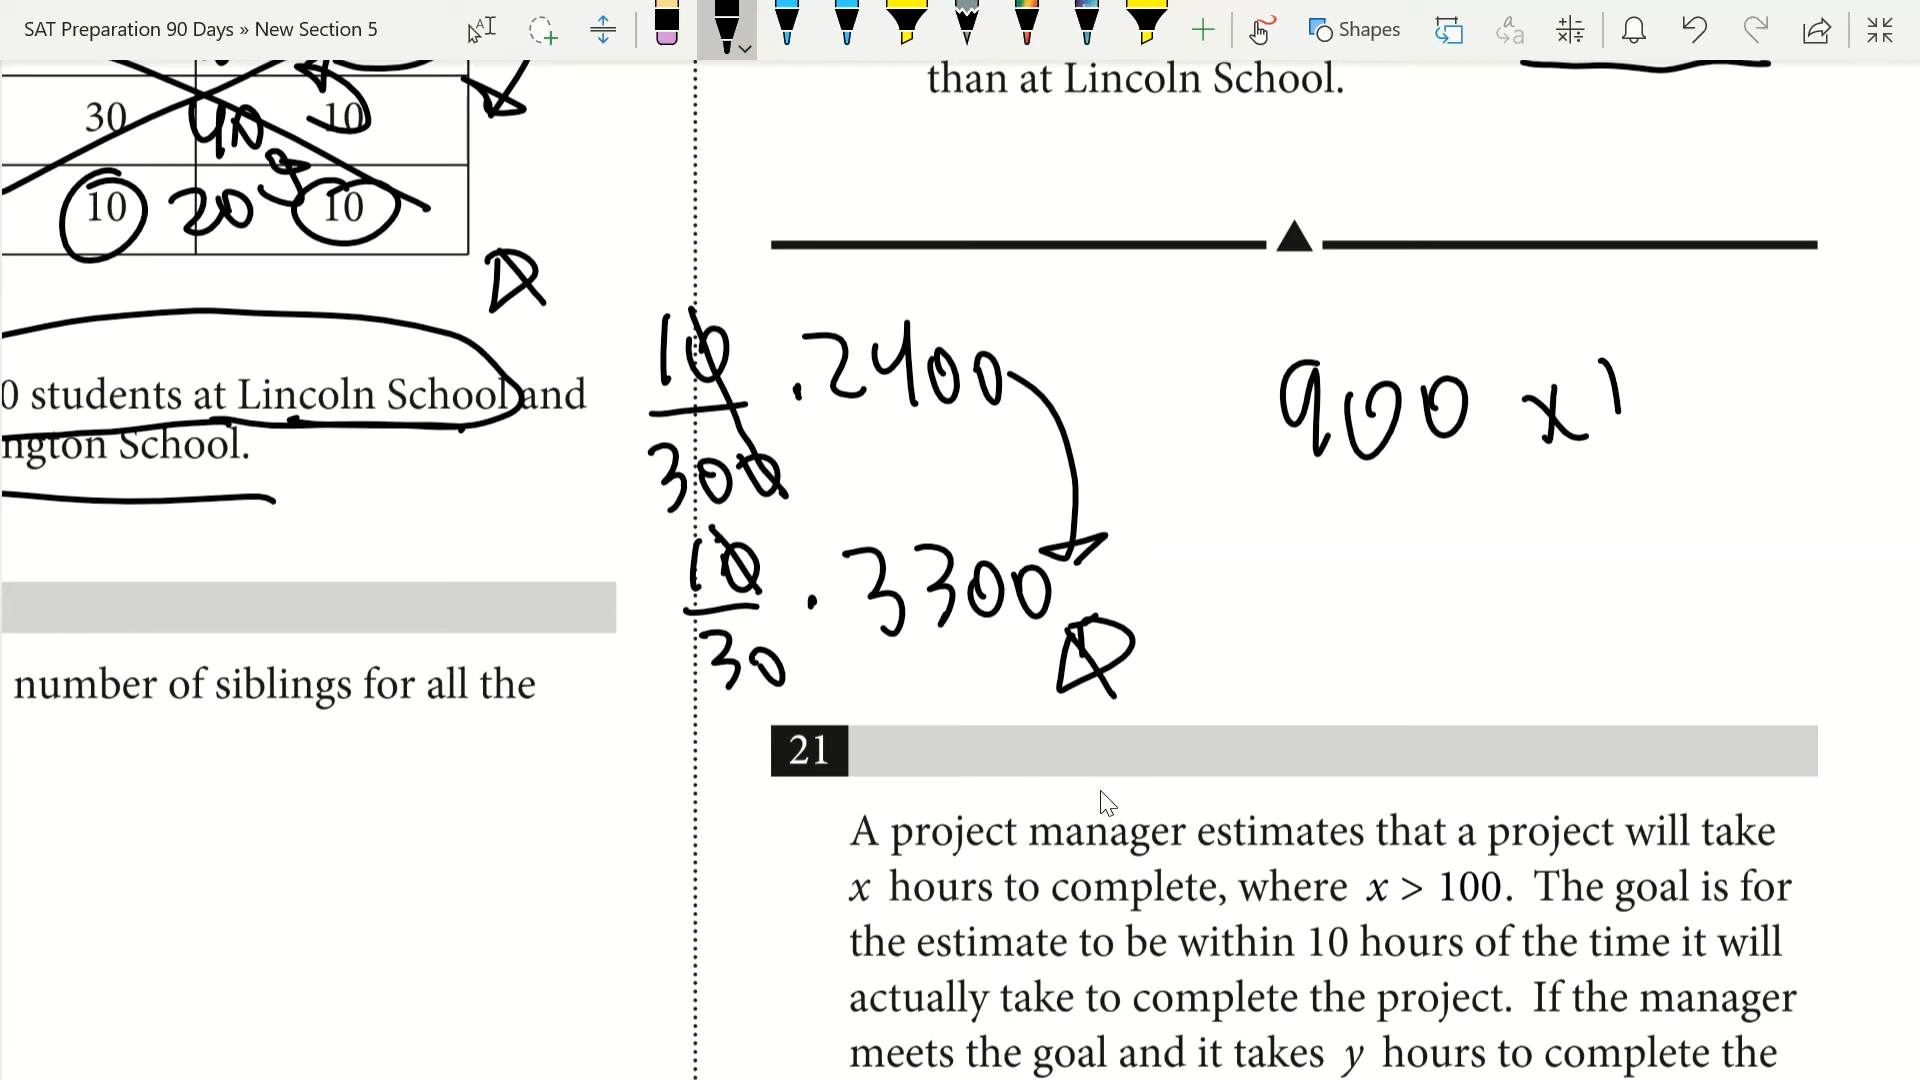 SAT Preparation 90 Days » New Section 5
Shapes
30
40
10
10
20
10
0 students at Lincoln School and
ngton School.
number of siblings for all the
than at Lincoln School.
10
300
.2400
10
30
. 3300
900 x 1
21
A project manager estimates that a project will take
x hours to complete, where x > 100. The goal is for
the estimate to be within 10 hours of the time it will
actually take to complete the project. If the manager
meets the goal and it takes y hours to complete the